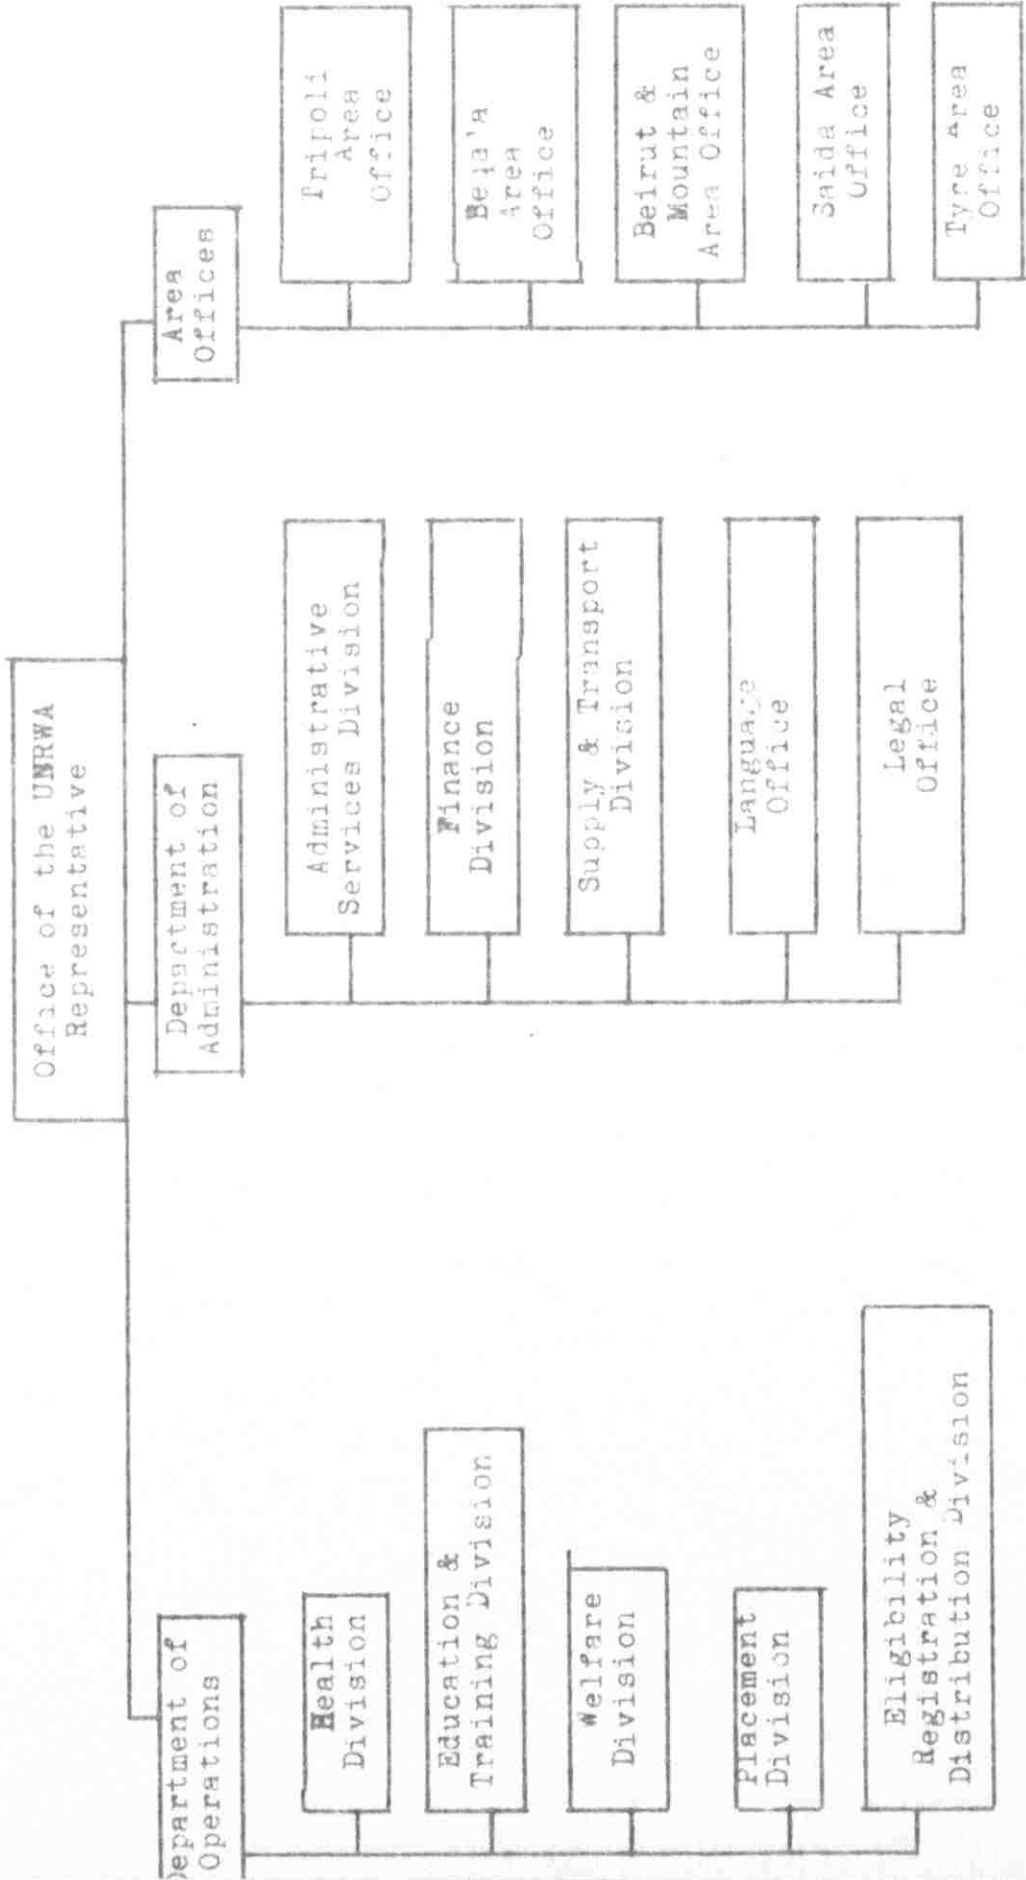 Office of the UNRWA
Representative
Department of
Operations
Health
Division
Education &
Training Division
Welfare
Division
Placement
Division
Eligibility
Registration &
Distribution Division
Department of
Administration
Administrative
Services Division
Finance
Division
Supply & Transport
Division
Language
Office
Legal
Office
Area
Offices
Tripoli
Area
Office
Beqa'a
Area
Office
Beirut &
Mountain
Area Office
Saida Area
Office
Tyre Area
Office